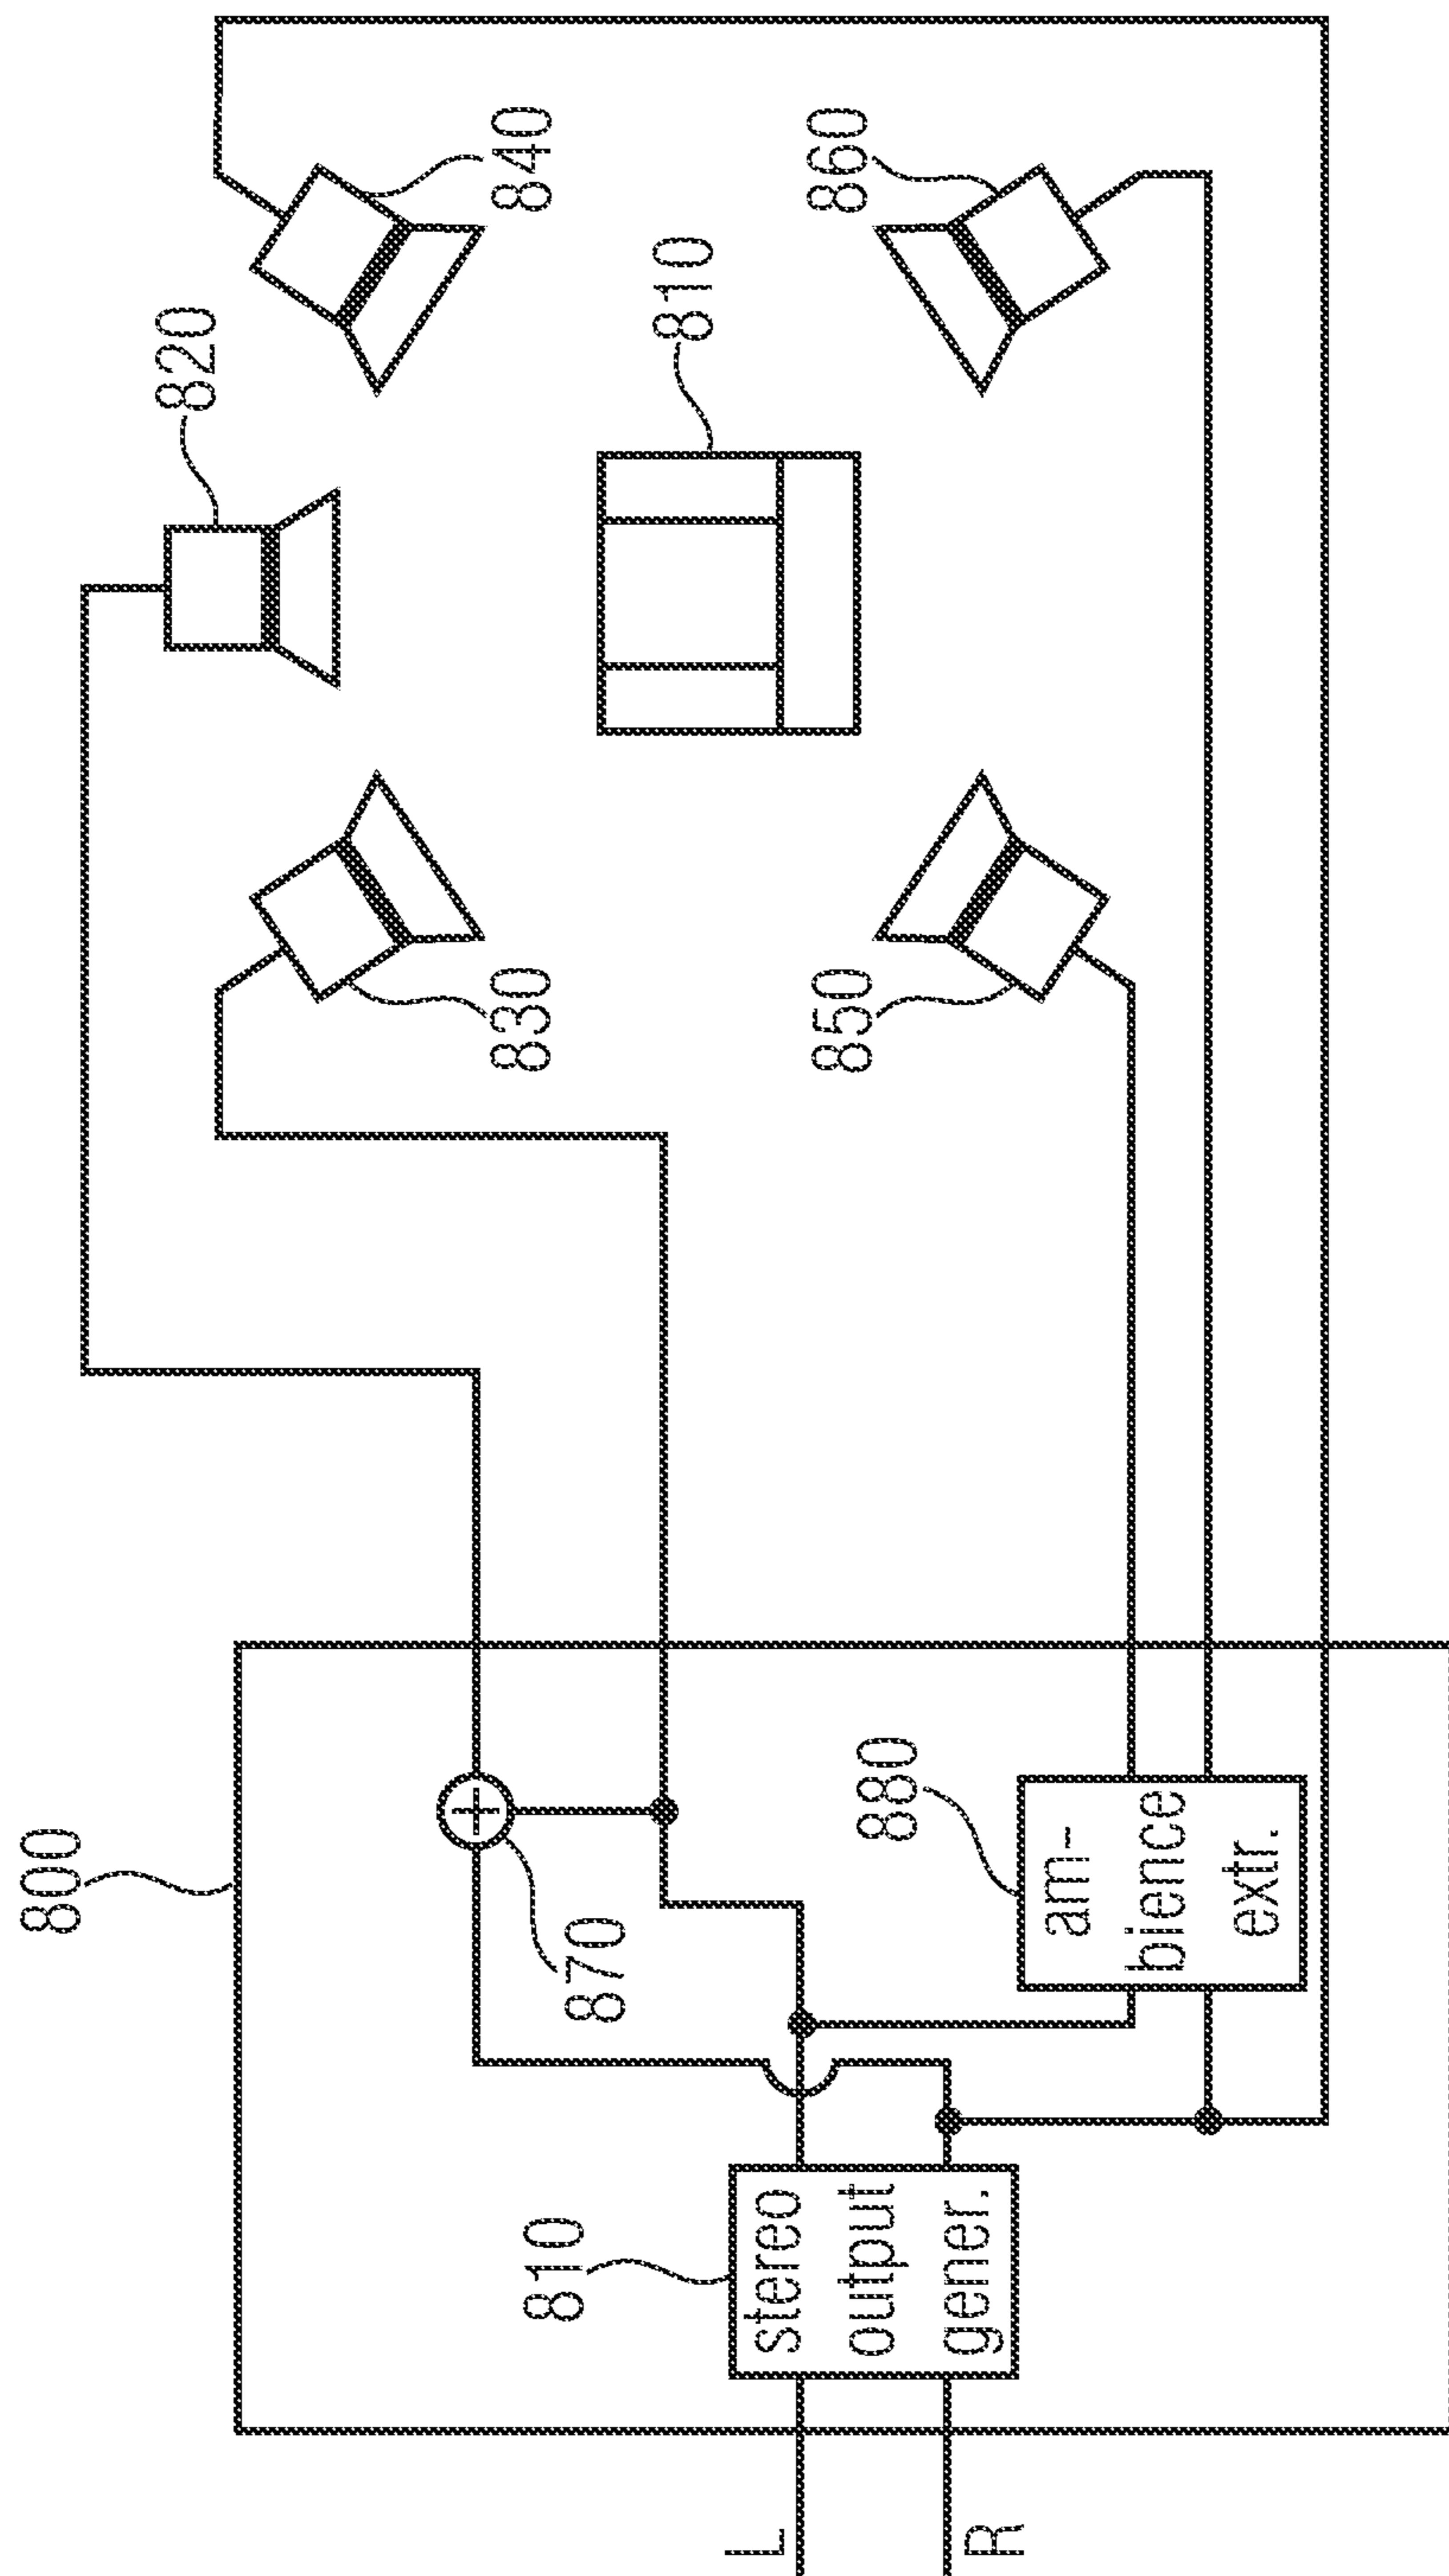 800
L
R
810
stereo
output
gener.
870
880
am-
bience
extr.
820
830
840
810
850
860